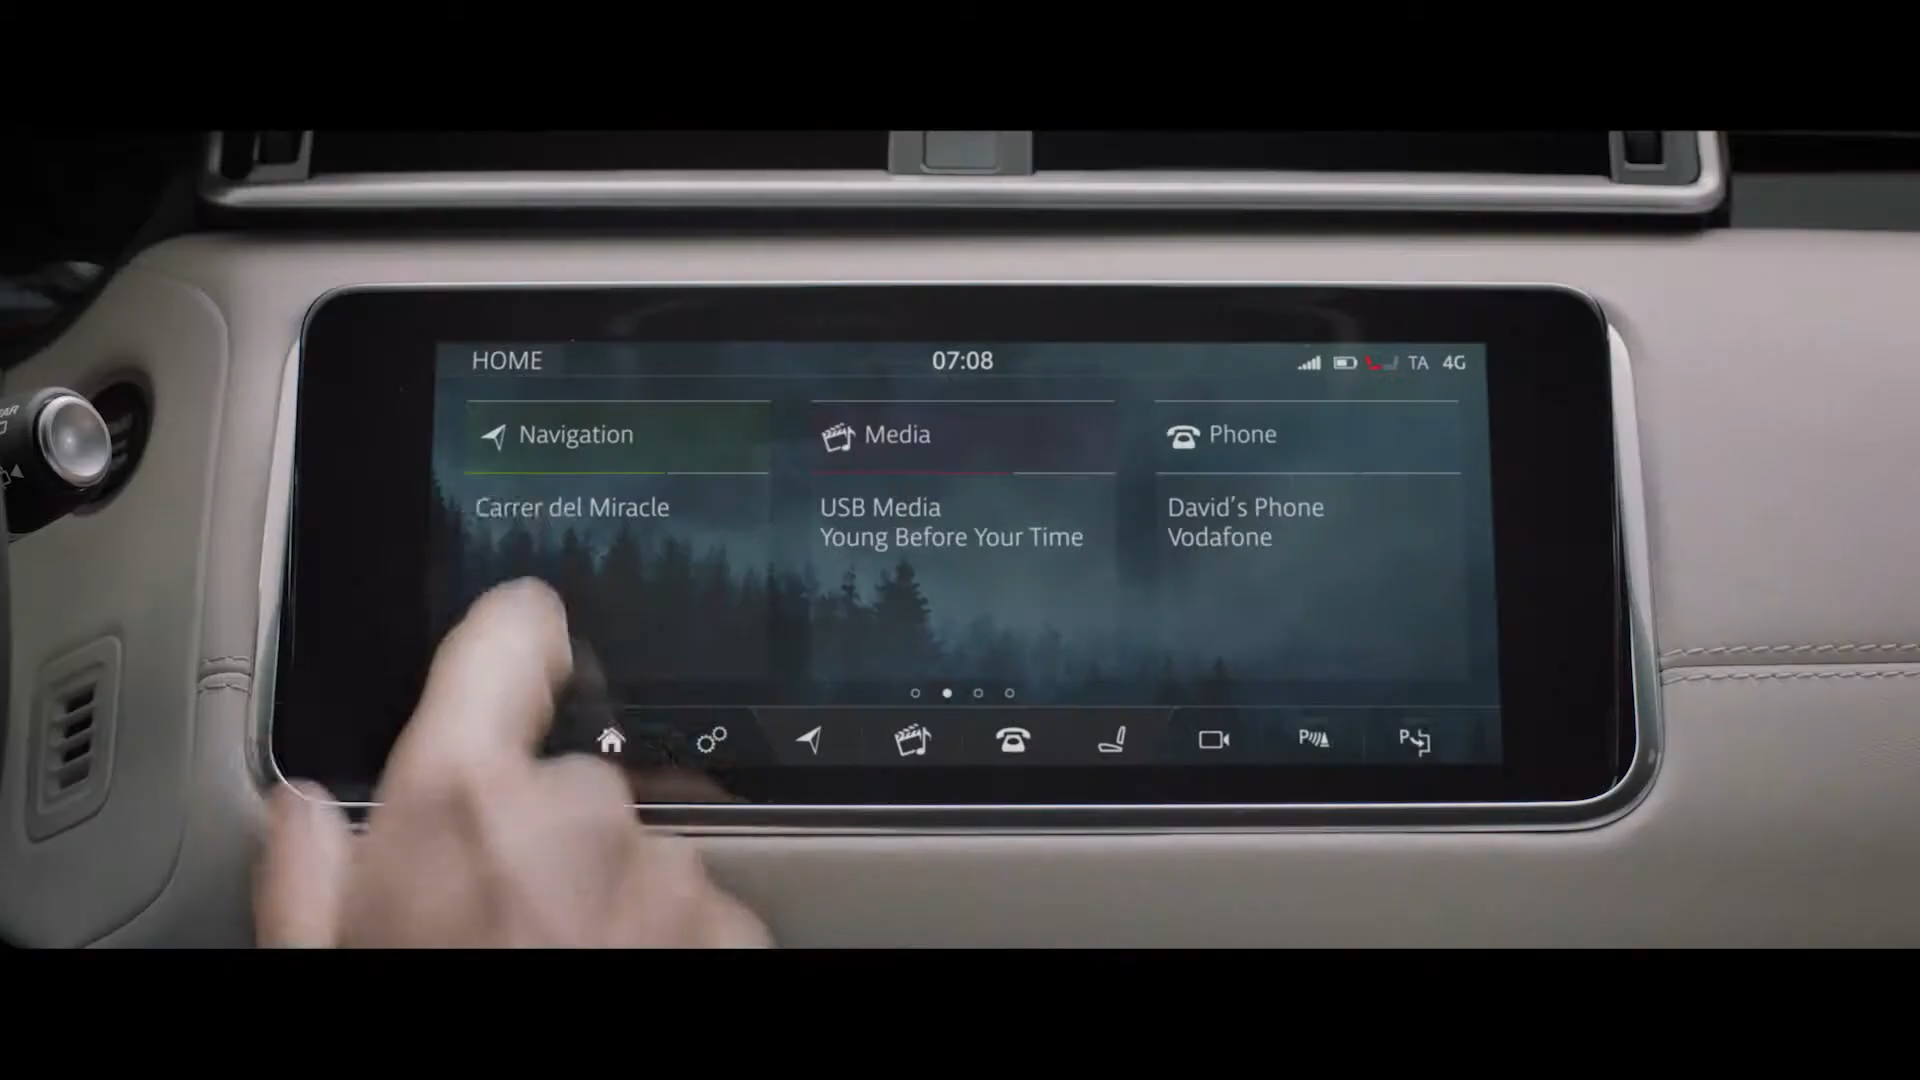 HOME 07:08 TA 4G
Navigation Media Phone
Carrer del Miracle USB Media David's Phone
Young Before Your Time Vodafone
P P